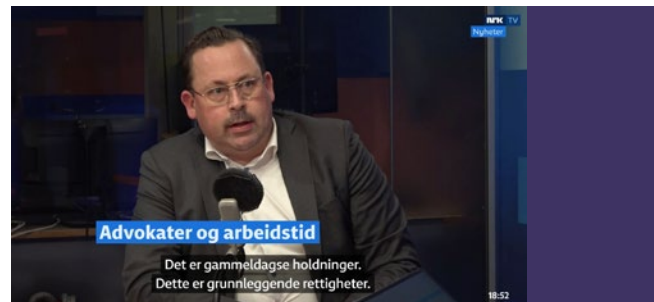 NRK TV
Nyheter
Advokater og arbeidstid
Det er gammeldagse holdninger.
Dette er grunnleggende rettigheter.
18:52